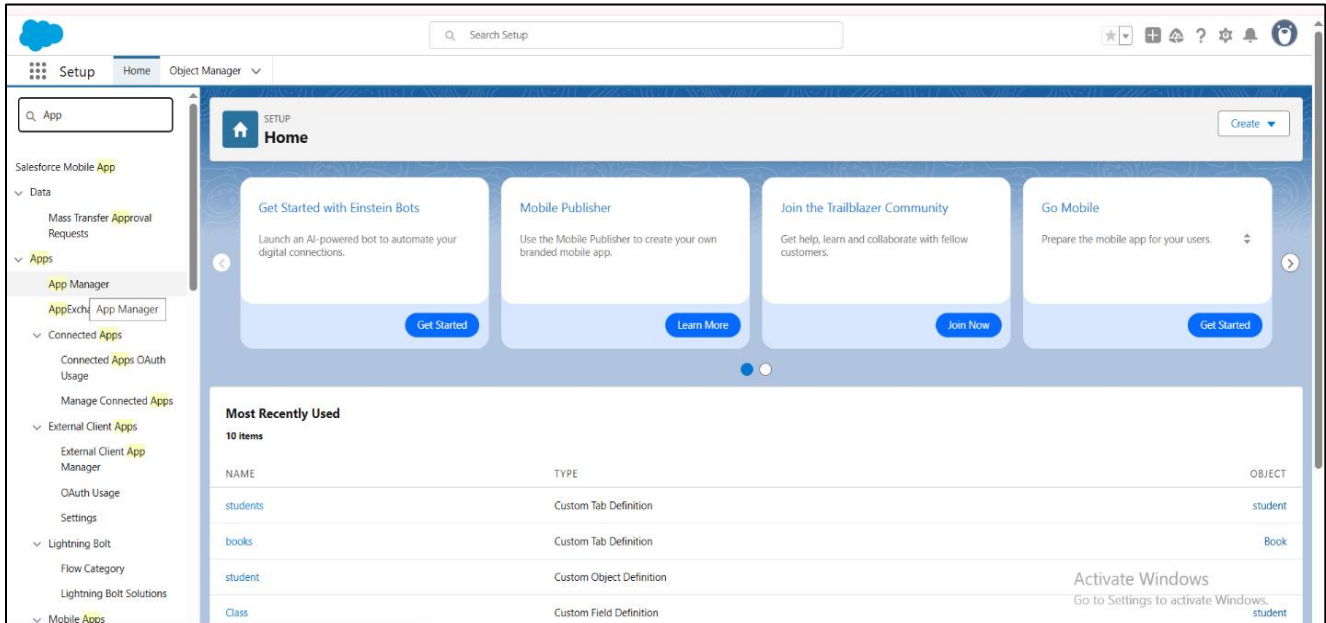 Search Setup
Setup
Home
Object Manager
App
Salesforce Mobile App
Data
Mass Transfer Approval
Requests
Apps
App Manager
AppExcha
App Manager
Connected Apps
Connected Apps OAuth
Usage
Manage Connected Apps
External Client Apps
External Client App
Manager
OAuth Usage
Settings
Lightning Bolt
Flow Category
Lightning Bolt Solutions
Mobile Apps
SETUP
Home
Create
Get Started with Einstein Bots
Launch an AI-powered bot to automate your
digital connections.
Get Started
Mobile Publisher
Use the Mobile Publisher to create your own
branded mobile app.
Learn More
Join the Trailblazer Community
Get help, learn and collaborate with fellow
customers.
Join Now
Go Mobile
Prepare the mobile app for your users.
Get Started
Most Recently Used
10 items
NAME TYPE OBJECT
students Custom Tab Definition student
books Custom Tab Definition Book
student Custom Object Definition
Class Custom Field Definition student
Activate Windows
Go to Settings to activate Windows.